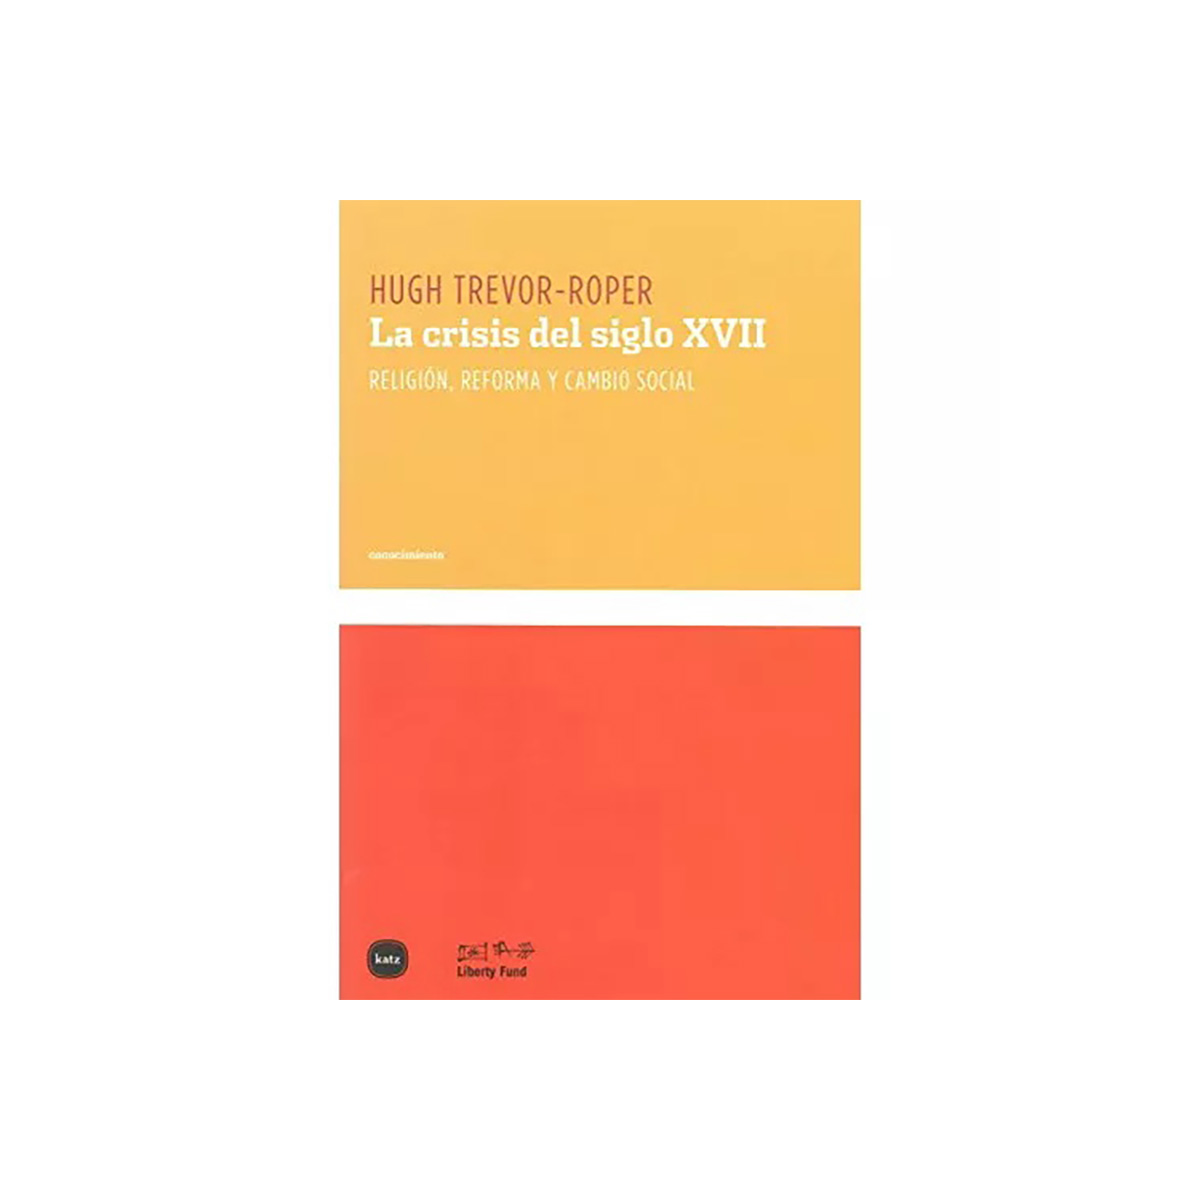 HUGH TREVOR-ROPER
La crisis del siglo XVII
RELIGIÓN, REFORMA Y CAMBIO SOCIAL
conocimiento
katz
Liberty Fund